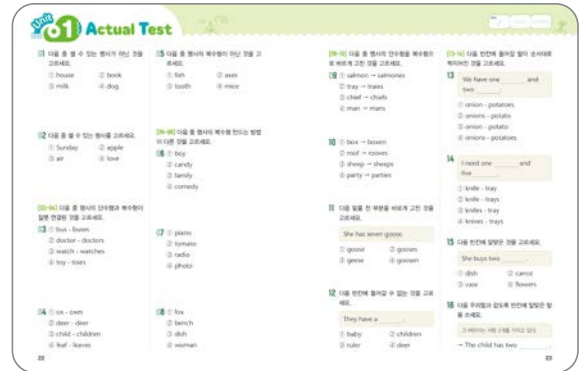 Unit 01 Actual Test
01 다음 중 셀 수 있는 명사가 아닌 것을
고르세요.
① house ② book
③ milk ④ dog
02 다음 중 셀 수 있는 명사를 고르세요.
① Sunday ② apple
③ air ④ love
[03-04] 다음 중 명사의 단수형과 복수형이
잘못 연결된 것을 고르세요.
03 ① bus - buses
② doctor - doctors
③ watch - watches
④ toy - toies
04 ① ox - oxen
② deer - deer
③ child - children
④ leaf - leaves
05 다음 중 명사의 복수형이 아닌 것을 고
르세요.
① fish ② axes
③ tooth ④ mice
[06-08] 다음 중 명사의 복수형 만드는 방법
이 다른 것을 고르세요.
06 ① boy
② candy
③ family
④ comedy
07 ① piano
② tomato
③ radio
④ photo
08 ① fox
② bench
③ dish
④ woman
22
[09-10] 다음 중 명사의 단수형을 복수형으
로 바르게 고친 것을 고르세요.
09 ① salmon → salmones
② tray → traies
③ chief → chiefs
④ man → mans
10 ① box → boxen
② roof → rooves
③ sheep → sheeps
④ party → parties
11 다음 밑줄 친 부분을 바르게 고친 것을
고르세요.
She has seven goose.
① goose ② gooses
③ geese ④ goosen
12 다음 빈칸에 들어갈 수 없는 것을 고르
세요.
They have a ______.
① baby ② children
③ ruler ④ deer
[13-14] 다음 빈칸에 들어갈 말이 순서대로
짝지어진 것을 고르세요.
13
We have one ______ and
two ______.
① onion - potatoes
② onions - potato
③ onion - potato
④ onions - potatoes
14
I need one ______ and
five ______.
① knife - tray
② knife - trays
③ knifes - tray
④ knives - trays
15 다음 빈칸에 알맞은 것을 고르세요.
She buys two ______.
① dish ② carrot
③ vase ④ flowers
16 다음 우리말과 같도록 빈칸에 알맞은 말
을 쓰세요.
→ The child has two ______.
23